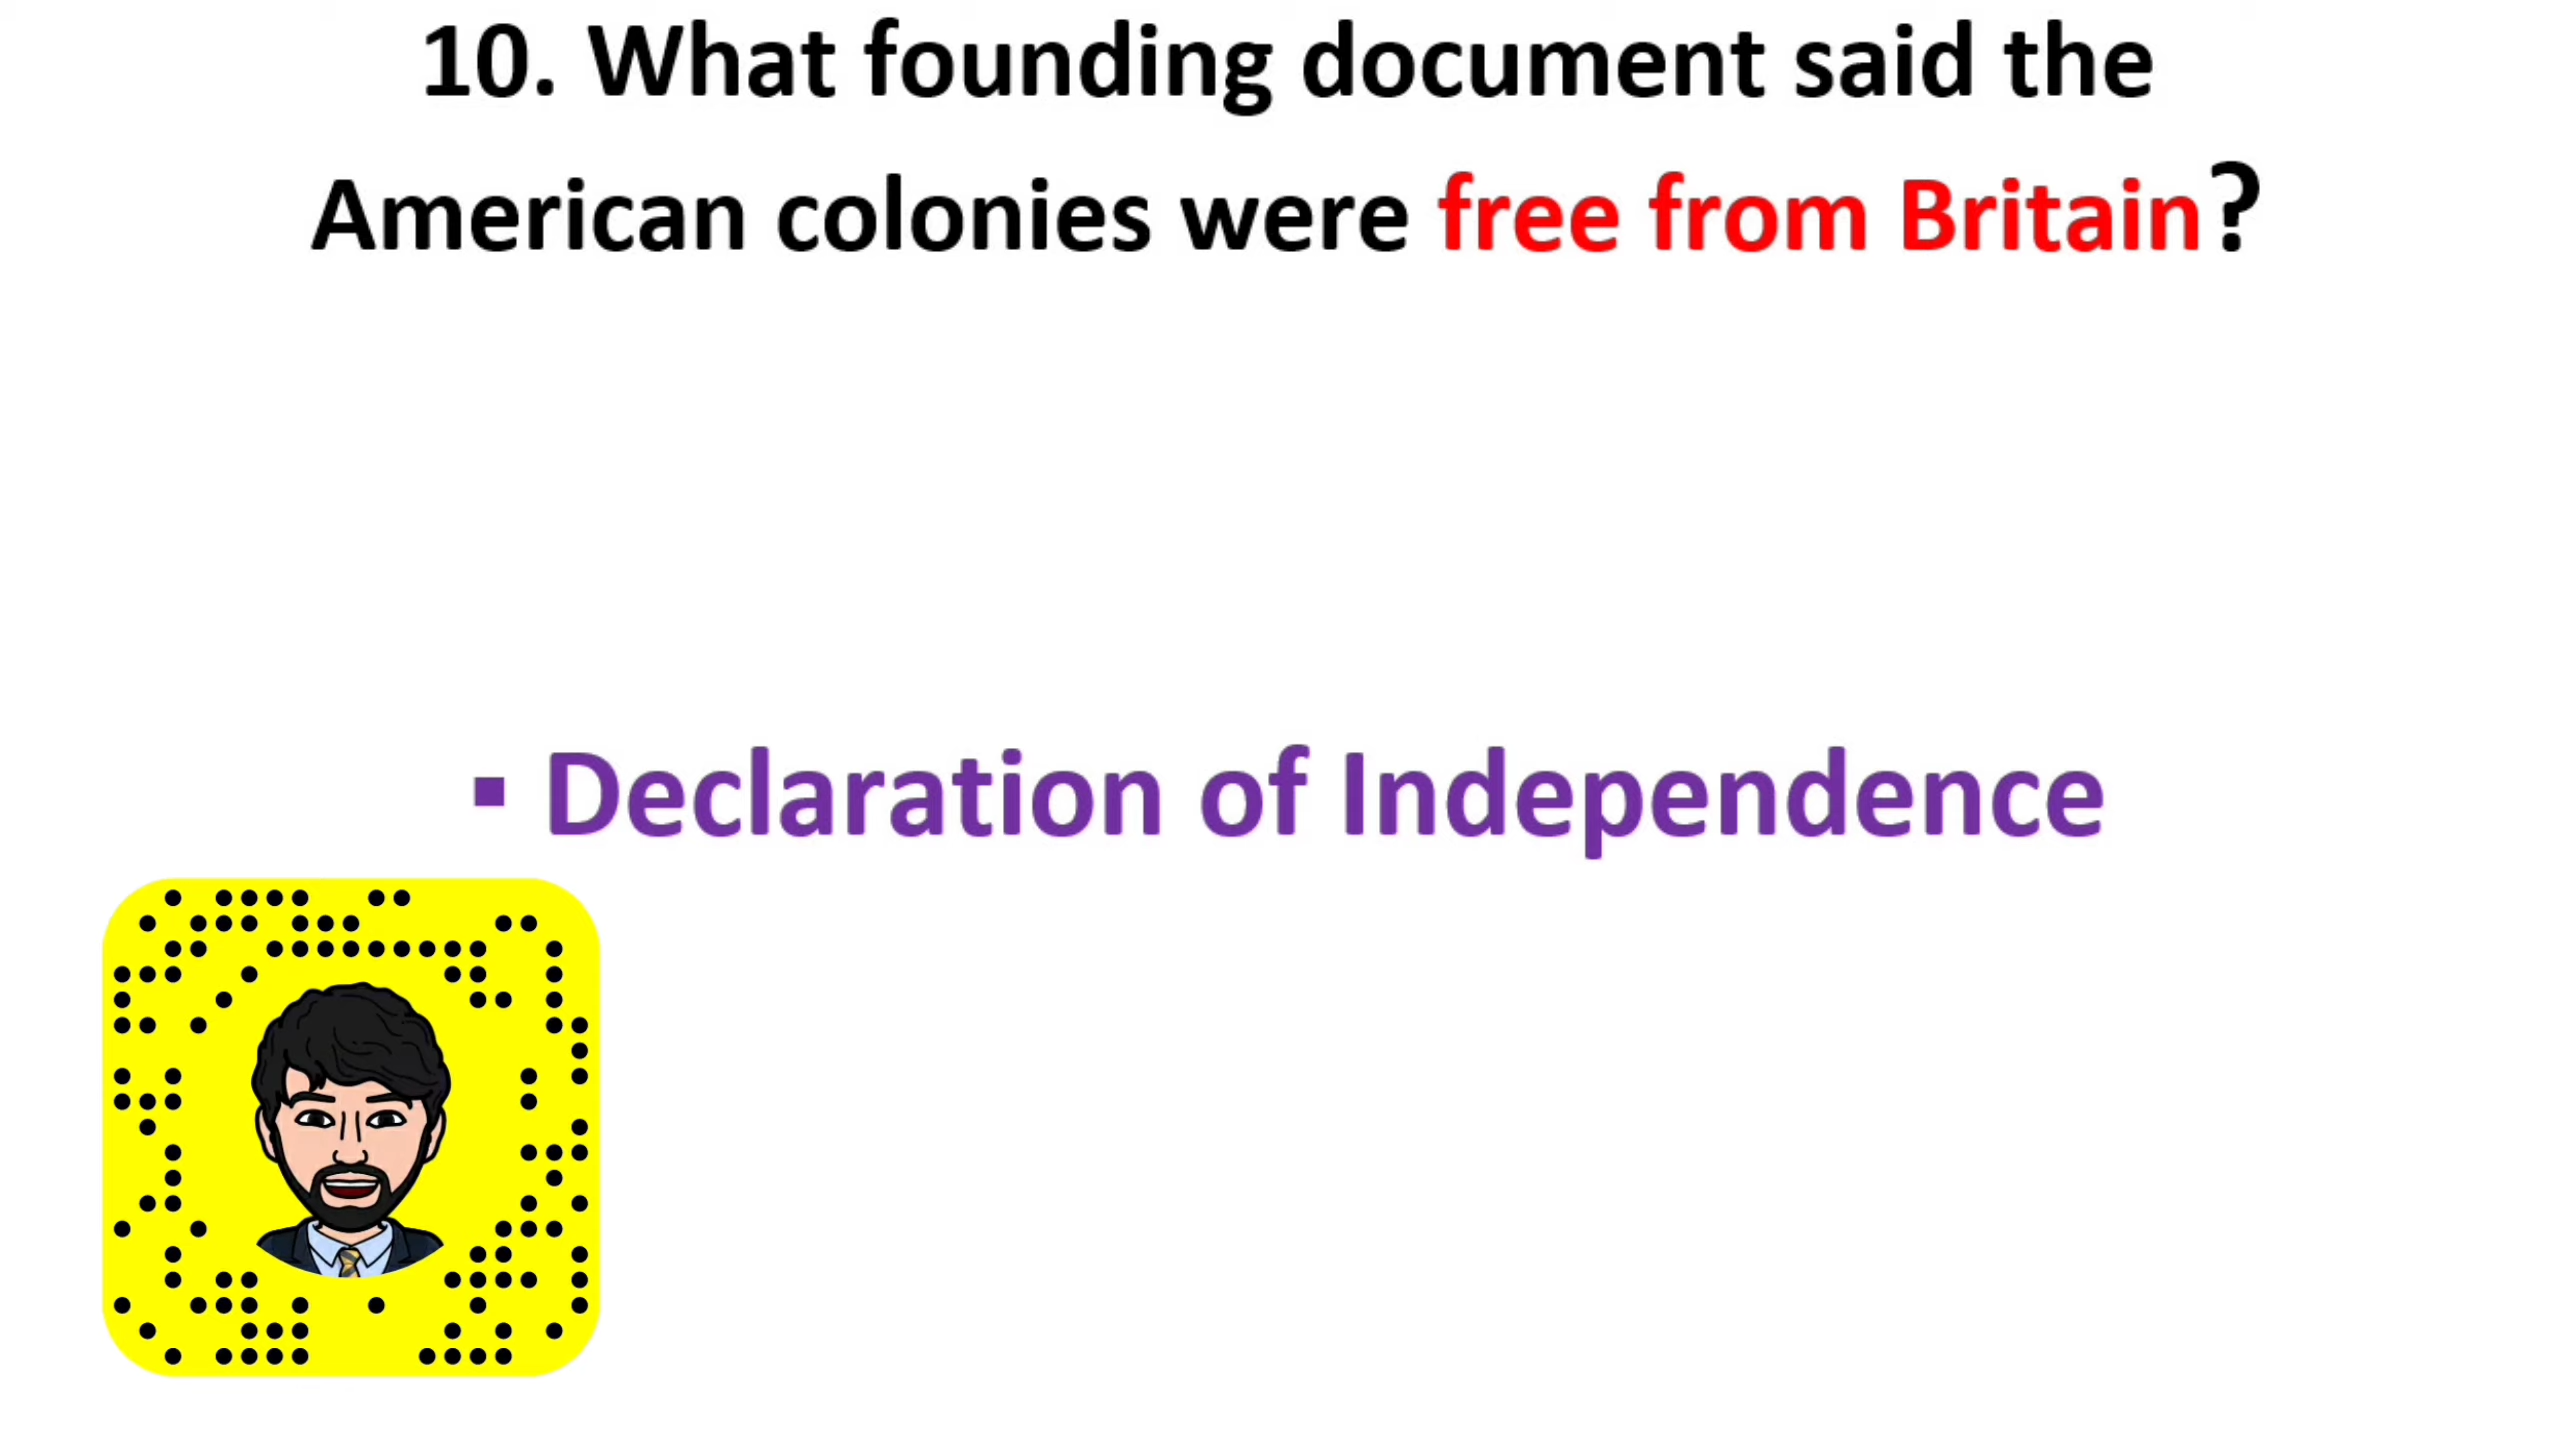 10. What founding document said the
American colonies were free from Britain?
▪ Declaration of Independence